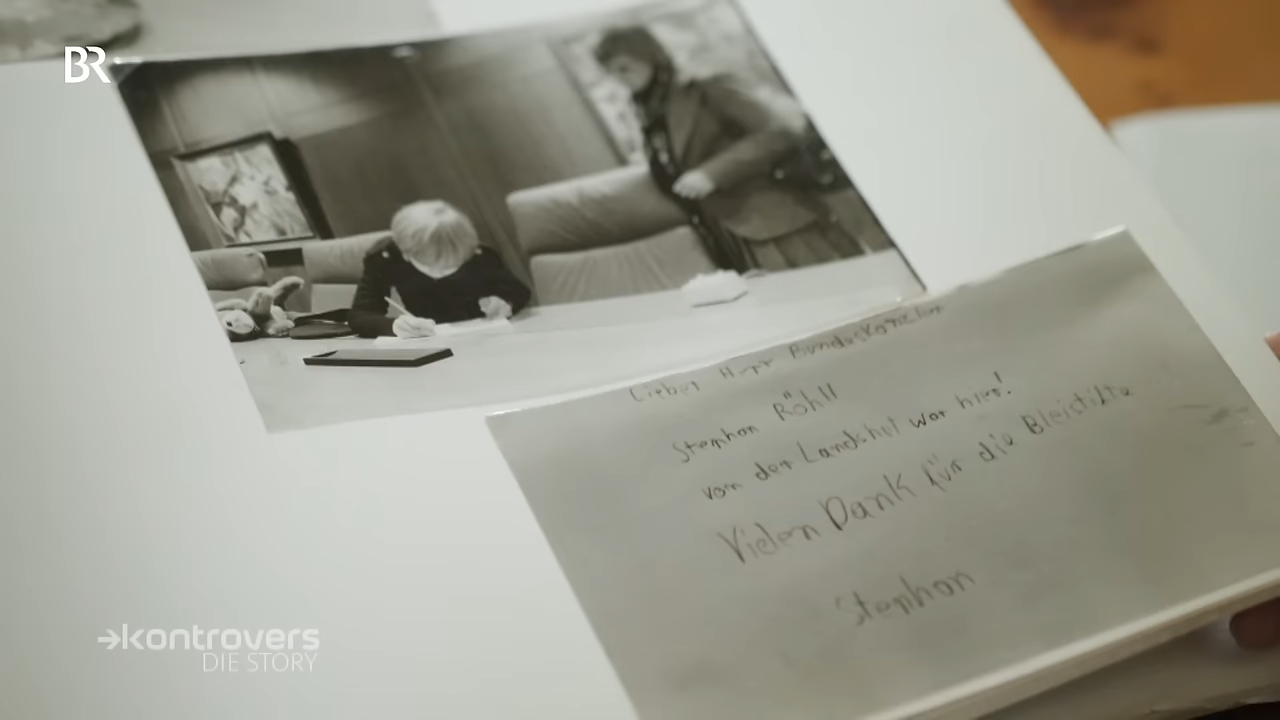 BR
Lieber Herr Bundeskanzler
Stephan Röhll
von der Landshut war hier!
Vielen Dank für die Bleistifte
Stephan
→kontrovers
DIE STORY